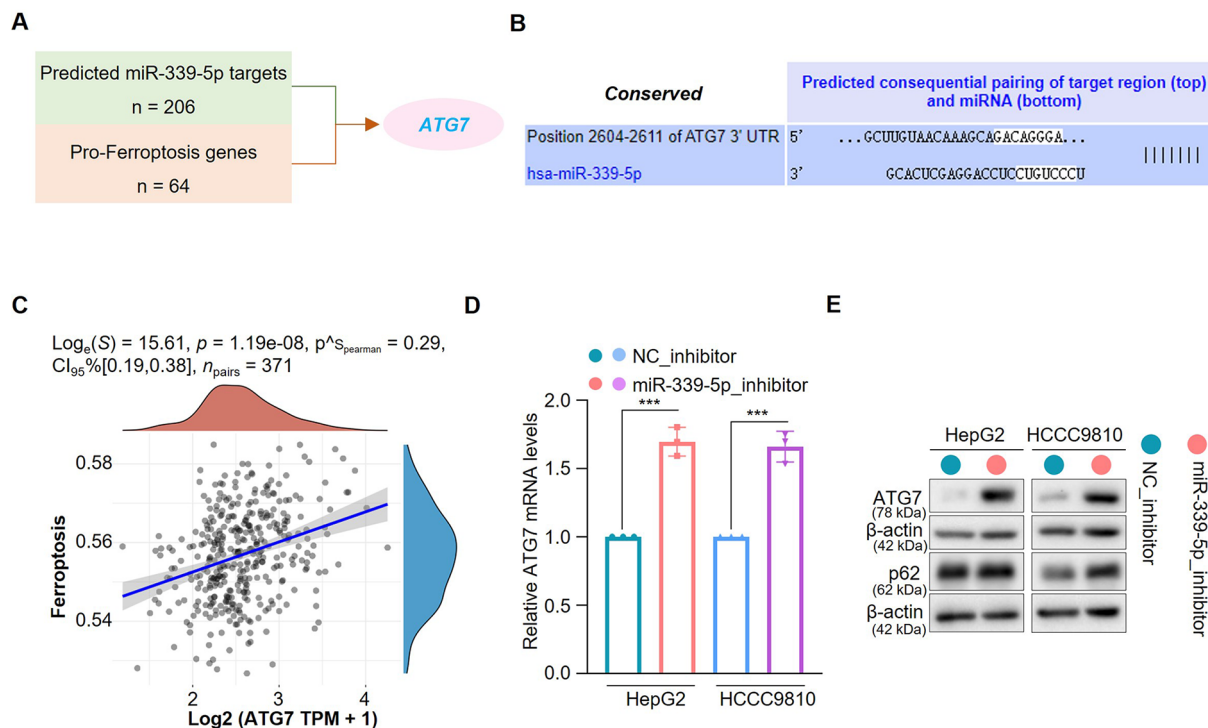 A
Predicted miR-339-5p targets
n = 206
Pro-Ferroptosis genes
n = 64
ATG7
B
Conserved
Predicted consequential pairing of target region (top)
and miRNA (bottom)
Position 2604-2611 of ATG7 3' UTR 5' ...GCUUGUAACAAAGCAGACAGGGA...
|||||||
hsa-miR-339-5p 3' GCACUCGAGGACCUCCUGUCCCU
C
Loge(S) = 15.61, p = 1.19e-08, p^Spearman = 0.29,
CI95%[0.19,0.38], npairs = 371
Ferroptosis
0.58
0.56
0.54
2 3 4
Log2 (ATG7 TPM + 1)
D
NC_inhibitor
miR-339-5p_inhibitor
Relative ATG7 mRNA levels
2.0
1.5
1.0
0.5
0.0
*** ***
HepG2 HCCC9810
E
HepG2 HCCC9810
ATG7
(78 kDa)
β-actin
(42 kDa)
p62
(62 kDa)
β-actin
(42 kDa)
NC_inhibitor
miR-339-5p_inhibitor